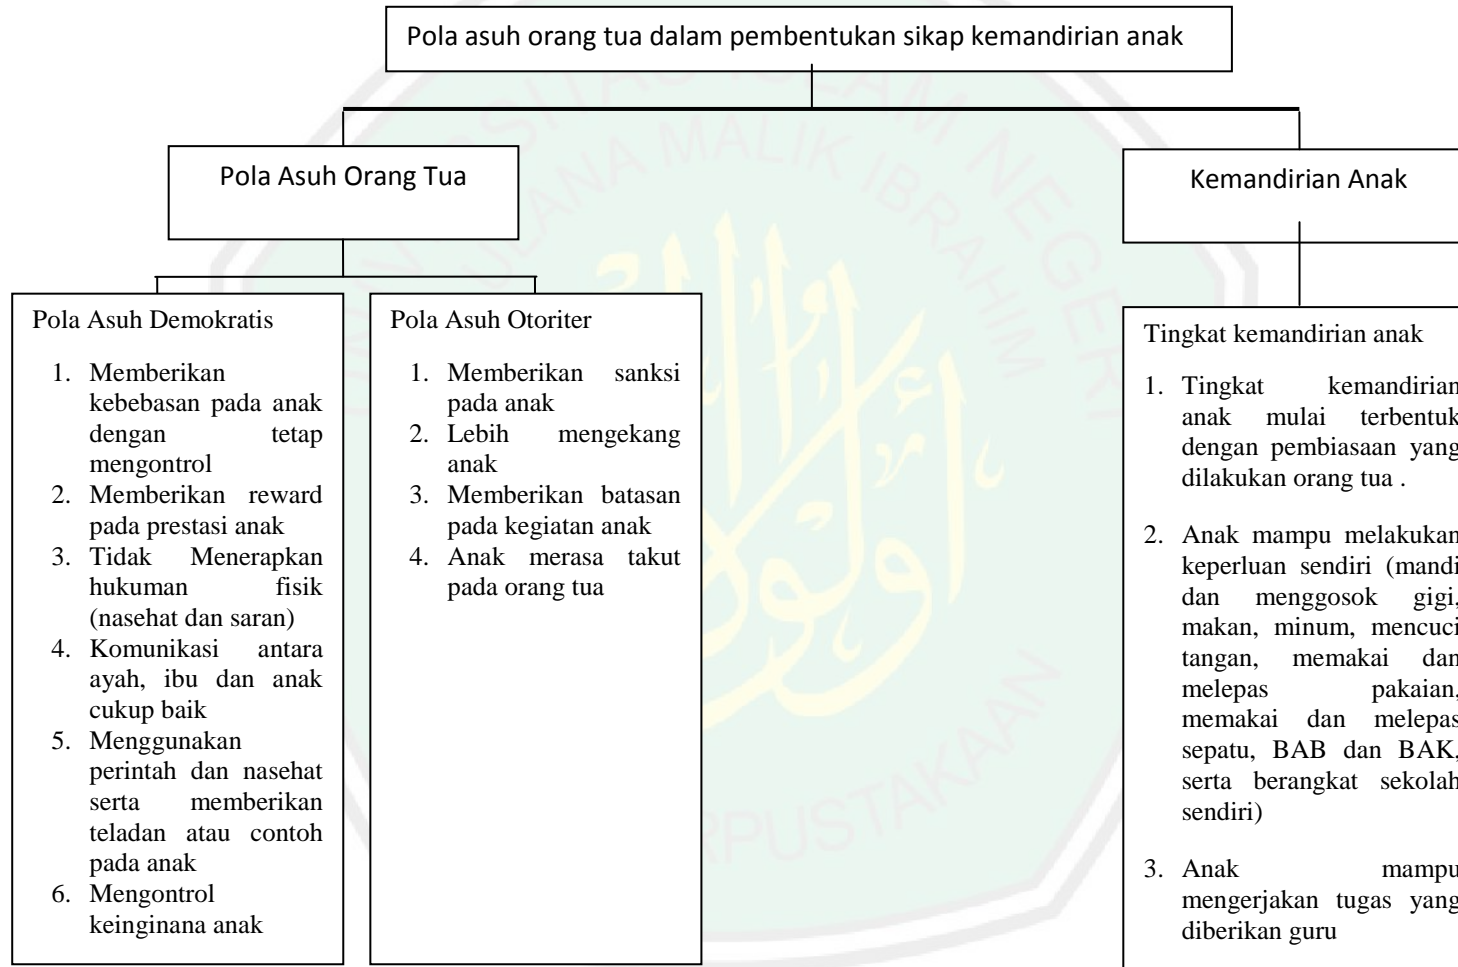 Pola asuh orang tua dalam pembentukan sikap kemandirian anak
Pola Asuh Orang Tua
Kemandirian Anak
Pola Asuh Demokratis
1. Memberikan
kebebasan pada anak
dengan tetap
mengontrol
2. Memberikan reward
pada prestasi anak
3. Tidak Menerapkan
hukuman fisik
(nasehat dan saran)
4. Komunikasi antara
ayah, ibu dan anak
cukup baik
5. Menggunakan
perintah dan nasehat
serta memberikan
teladan atau contoh
pada anak
6. Mengontrol
keinginana anak
Pola Asuh Otoriter
1. Memberikan sanksi
pada anak
2. Lebih mengekang
anak
3. Memberikan batasan
pada kegiatan anak
4. Anak merasa takut
pada orang tua
Tingkat kemandirian anak
1. Tingkat kemandirian
anak mulai terbentuk
dengan pembiasaan yang
dilakukan orang tua .
2. Anak mampu melakukan
keperluan sendiri (mandi
dan menggosok gigi,
makan, minum, mencuci
tangan, memakai dan
melepas pakaian,
memakai dan melepas
sepatu, BAB dan BAK,
serta berangkat sekolah
sendiri)
3. Anak mampu
mengerjakan tugas yang
diberikan guru
MALIK IBRAHIM
NEGERI